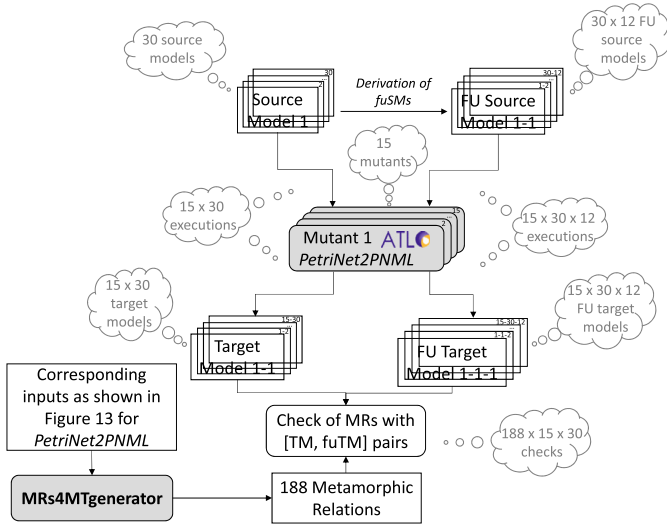 30 source
models
30 x 12 FU
source
models
30
...
2
Source
Model 1
Derivation of
fuSMs
30-12
...
1-2
FU Source
Model 1-1
15
mutants
15 x 30
executions
15 x 30 x 12
executions
15
...
2
Mutant 1 ATL
PetriNet2PNML
15 x 30
target
models
15 x 30 x 12
FU target
models
15-30
...
1-2
Target
Model 1-1
15-30-12
...
1-1-2
FU Target
Model 1-1-1
Corresponding
inputs as shown in
Figure 13 for
PetriNet2PNML
Check of MRs with
[TM, fuTM] pairs
188 x 15 x 30
checks
MRs4MTgenerator
188 Metamorphic
Relations